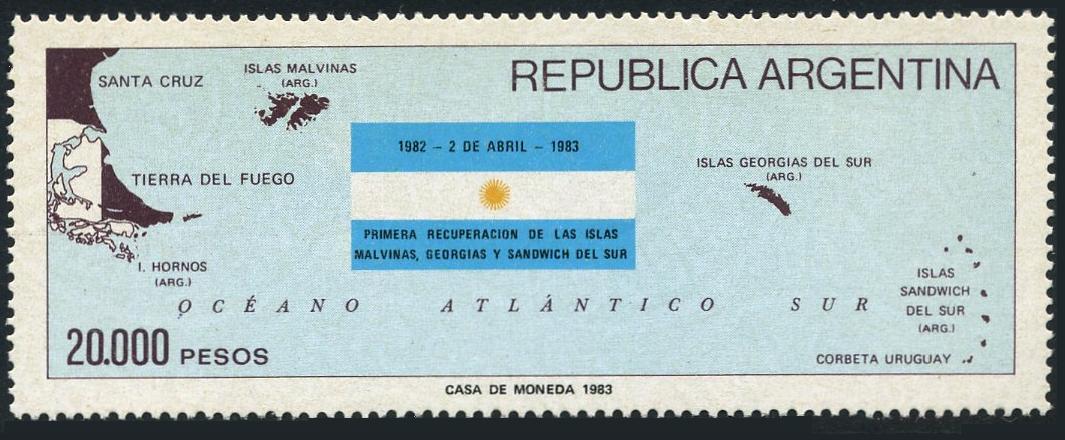 REPUBLICA ARGENTINA
SANTA CRUZ
ISLAS MALVINAS
(ARG.)
1982 – 2 DE ABRIL – 1983
ISLAS GEORGIAS DEL SUR
(ARG.)
TIERRA DEL FUEGO
PRIMERA RECUPERACION DE LAS ISLAS
MALVINAS, GEORGIAS Y SANDWICH DEL SUR
I. HORNOS
(ARG.)
ISLAS
SANDWICH
DEL SUR
(ARG.)
OCÉANO ATLÁNTICO SUR
20.000 PESOS
CORBETA URUGUAY
CASA DE MONEDA 1983